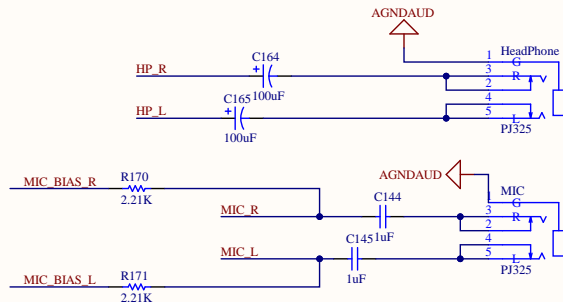 AGNDAUD
HeadPhone
C164
1
G
HP_R
+
3
R
100uF
2
C165
4
HP_L
+
5
L
100uF
PJ325
R170
AGNDAUD
MIC_BIAS_R
MIC
2.21K
1
G
C144
MIC_R
3
R
1uF
2
C145
4
MIC_L
5
L
1uF
PJ325
R171
MIC_BIAS_L
2.21K